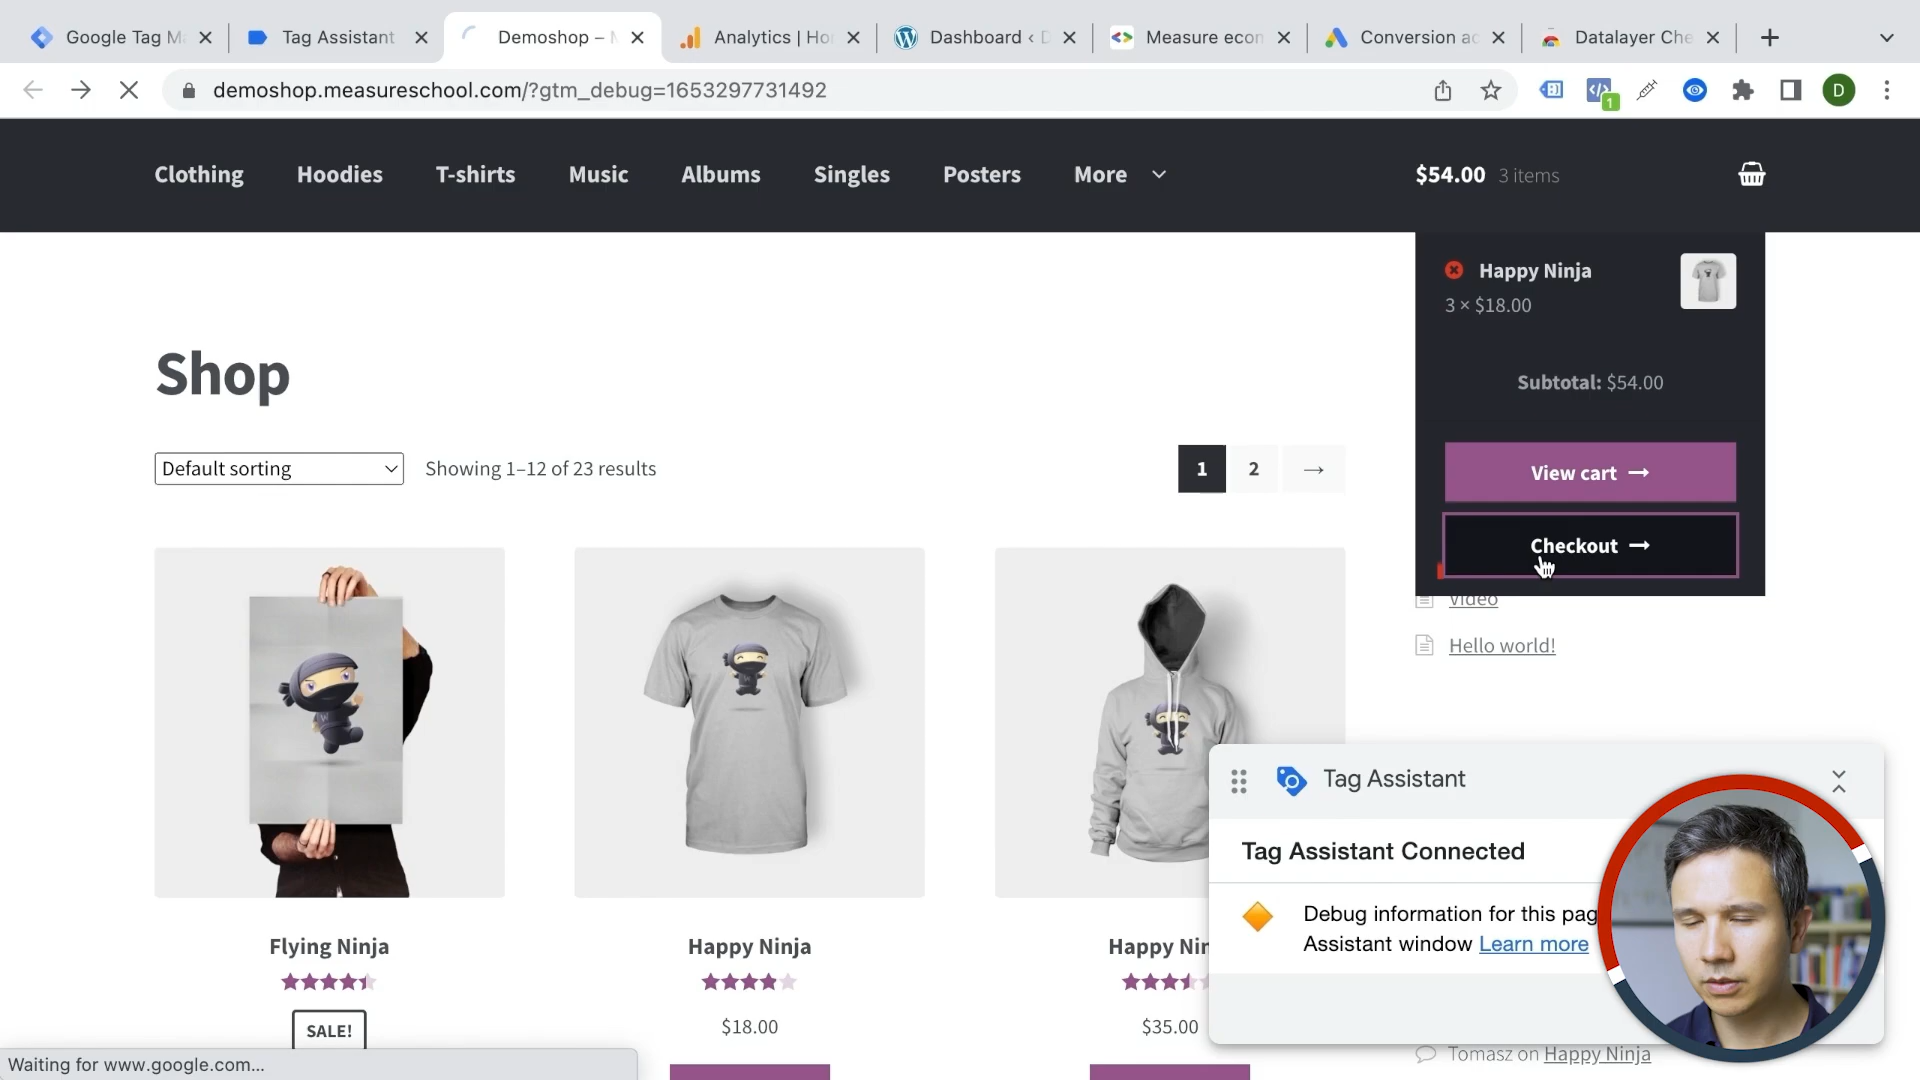 Google Tag Ma
Tag Assistant
Demoshop – M
Analytics | Ho
Dashboard ‹ D
Measure econ
Conversion ac
Datalayer Che
demoshop.measureschool.com/?gtm_debug=1653297731492
1
D
Clothing
Hoodies
T-shirts
Music
Albums
Singles
Posters
More
$54.00 3 items
Happy Ninja
3 × $18.00
Subtotal: $54.00
View cart →
Checkout →
Shop
Default sorting
Showing 1–12 of 23 results
1
2
→
Video
Hello world!
W
Flying Ninja
SALE!
Happy Ninja
$18.00
Happy Nin
$35.00
Tag Assistant
Tag Assistant Connected
Debug information for this pag
Assistant window Learn more
Tomasz on Happy Ninja
Waiting for www.google.com...